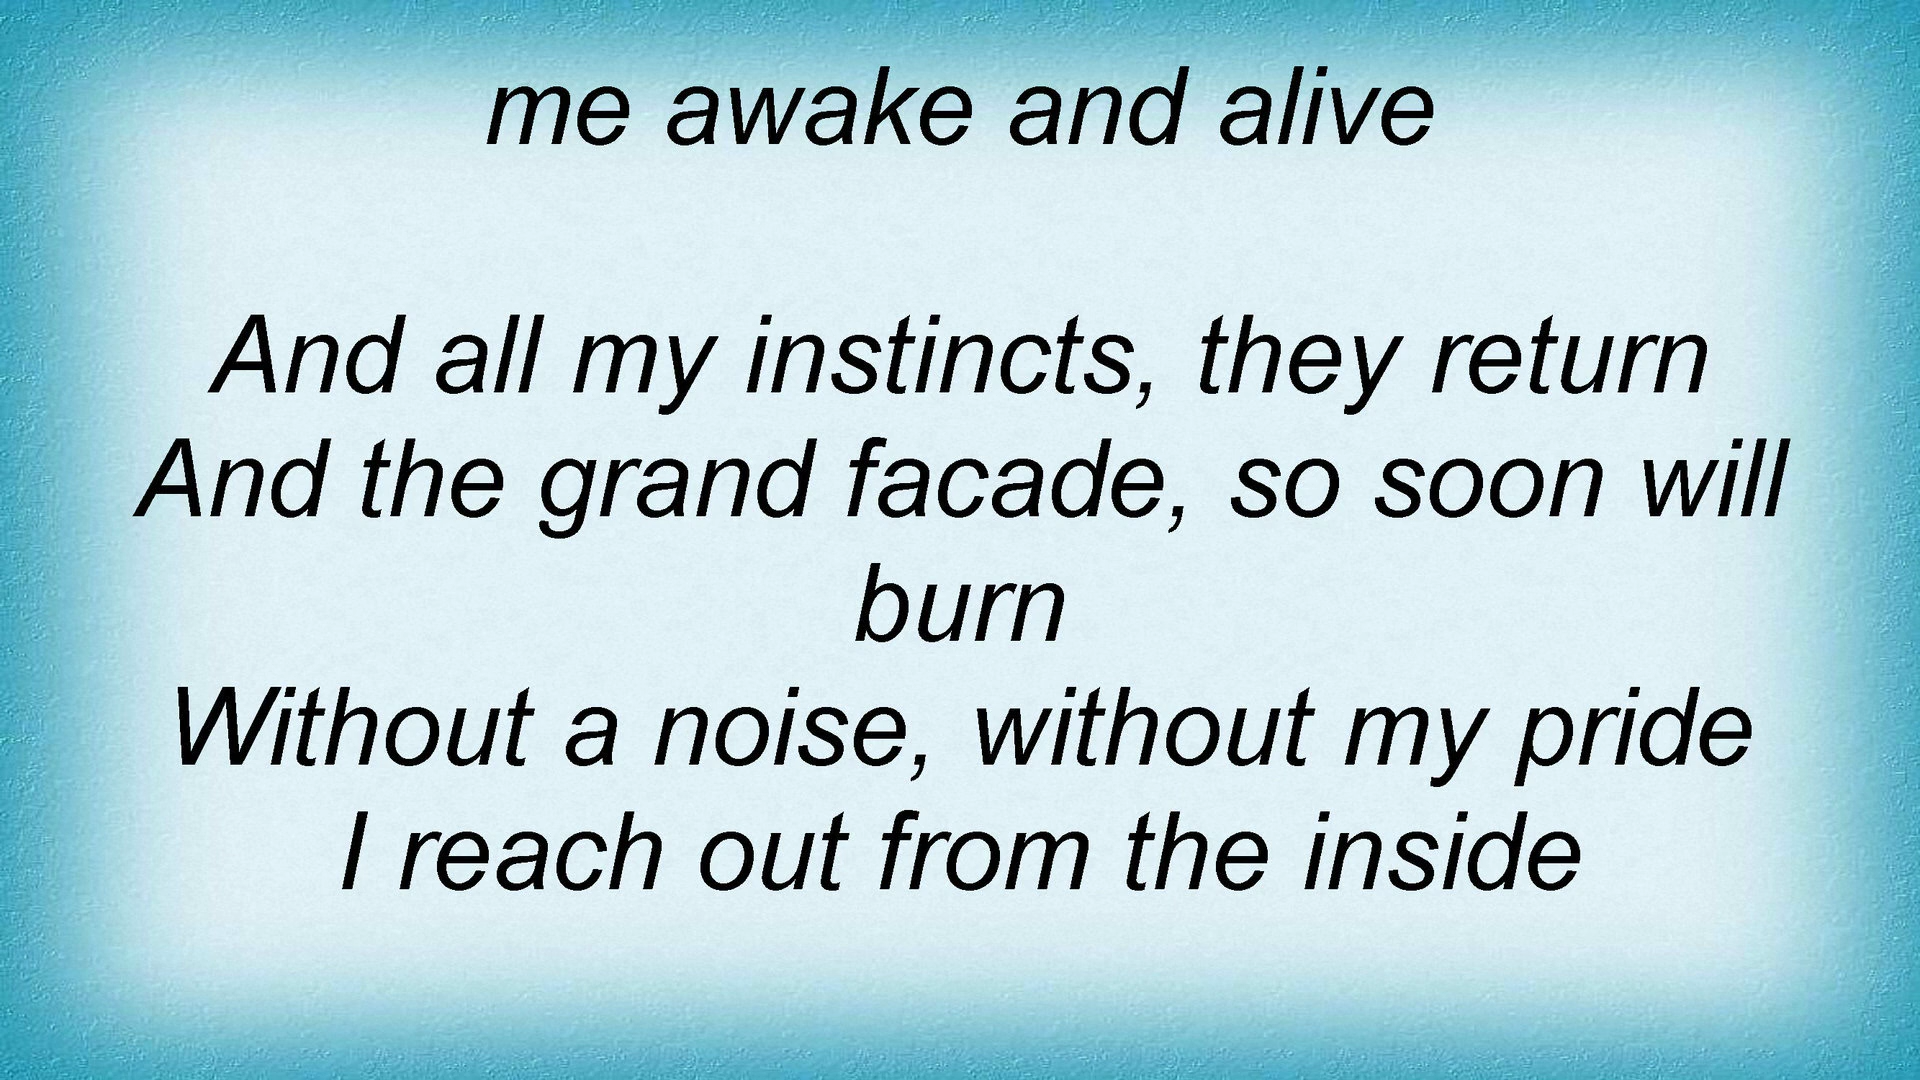 me awake and alive
And all my instincts, they return
And the grand facade, so soon will
burn
Without a noise, without my pride
I reach out from the inside